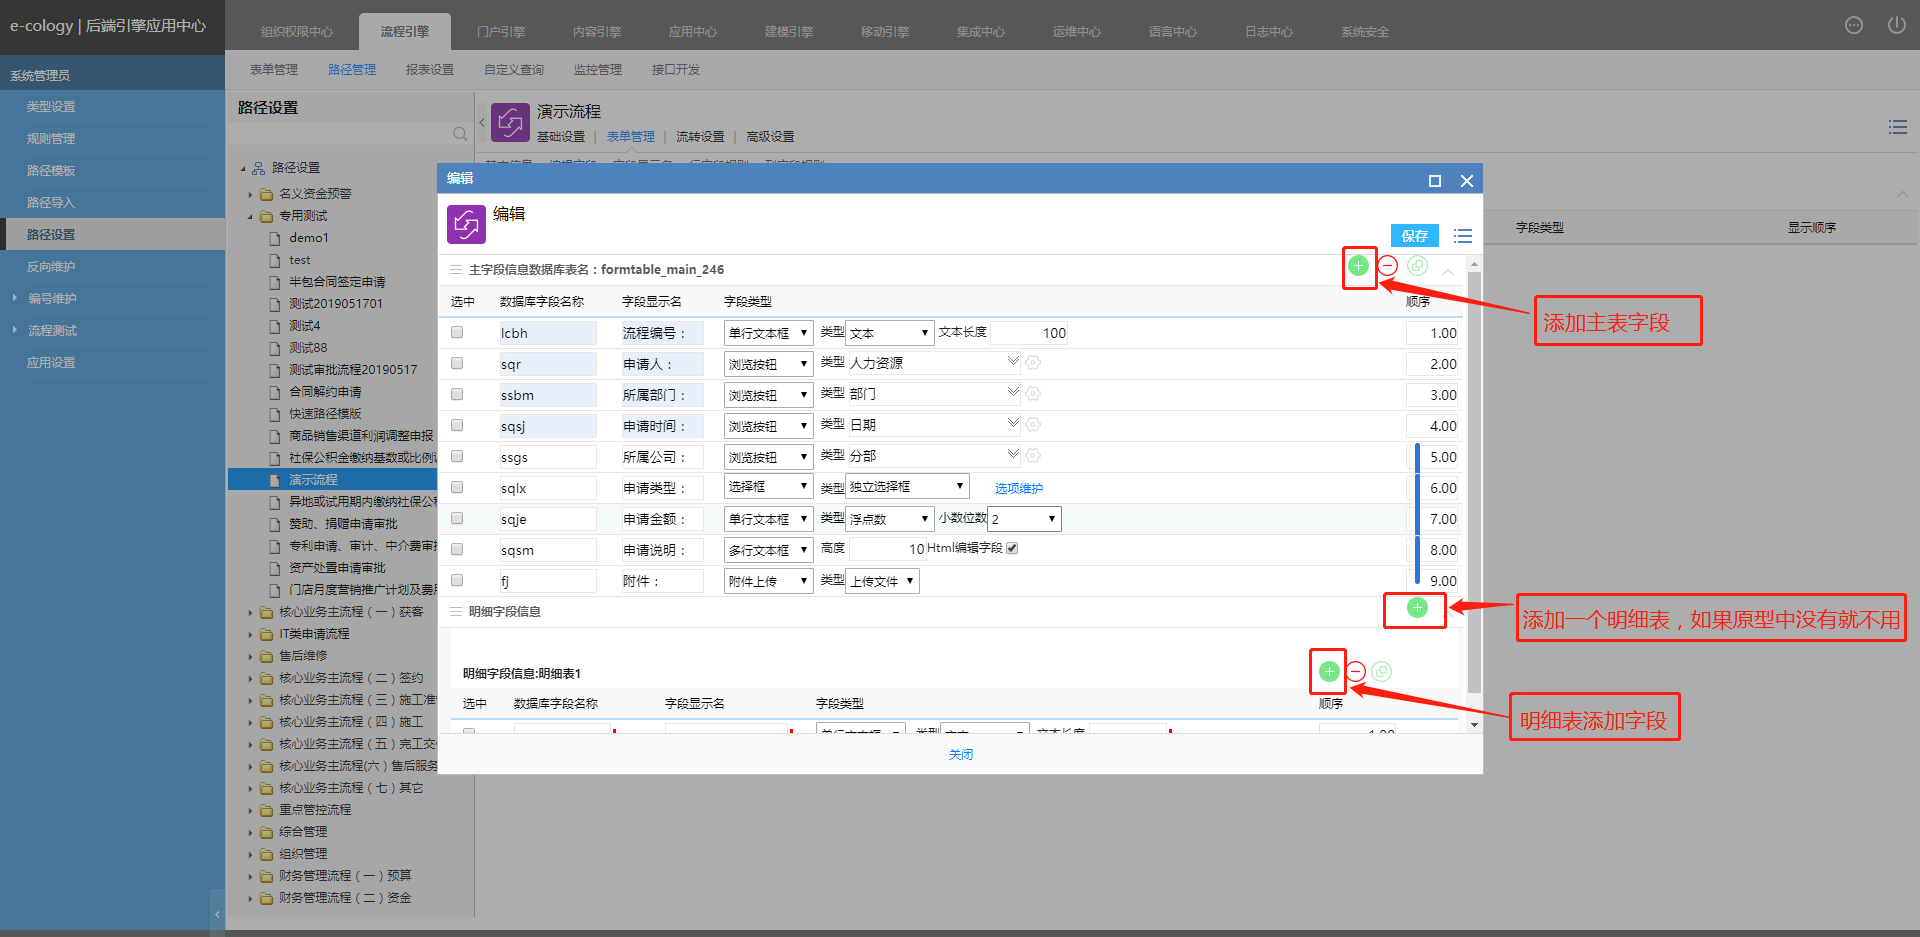 e-cology | 后端引擎应用中心
组织权限中心 流程引擎 门户引擎 内容引擎 应用中心 建模引擎 移动引擎 集成中心 运维中心 语言中心 日志中心 系统安全
表单管理 路径管理 报表设置 自定义查询 监控管理 接口开发
系统管理员
类型设置
规则管理
路径模板
路径导入
路径设置
反向维护
编号维护
流程测试
应用设置
路径设置
路径设置
名义资金预警
专用测试
demo1
test
半包合同签定申请
测试2019051701
测试4
测试88
测试审批流程20190517
合同解约申请
快速路径模版
商品销售渠道利润调整申报
社保公积金缴纳基数或比例
演示流程
异地或试用期内缴纳社保公
赞助、捐赠申请审批
专利申请、审计、中介费审
资产处置申请审批
门店月度营销推广计划及费
核心业务主流程（一）获客
IT类申请流程
售后维修
核心业务主流程（二）签约
核心业务主流程（三）施工准
核心业务主流程（四）施工
核心业务主流程（五）完工交
核心业务主流程(六）售后服务
核心业务主流程（七）其它
重点管控流程
综合管理
组织管理
财务管理流程（一）预算
财务管理流程（二）资金
演示流程
基础设置 | 表单管理 | 流转设置 | 高级设置
字段类型 显示顺序
编辑
编辑
保存
主字段信息数据库表名：formtable_main_246
选中 数据库字段名称 字段显示名 字段类型 顺序
lcbh 流程编号： 单行文本框 类型 文本 文本长度 100 1.00
sqr 申请人： 浏览按钮 类型 人力资源 2.00
ssbm 所属部门： 浏览按钮 类型 部门 3.00
sqsj 申请时间： 浏览按钮 类型 日期 4.00
ssgs 所属公司： 浏览按钮 类型 分部 5.00
sqlx 申请类型： 选择框 类型 独立选择框 选项维护 6.00
sqje 申请金额： 单行文本框 类型 浮点数 小数位数 2 7.00
sqsm 申请说明： 多行文本框 高度 10 Html编辑字段 8.00
fj 附件： 附件上传 类型 上传文件 9.00
明细字段信息
明细字段信息:明细表1
选中 数据库字段名称 字段显示名 字段类型 顺序
关闭
添加主表字段
添加一个明细表，如果原型中没有就不用
明细表添加字段